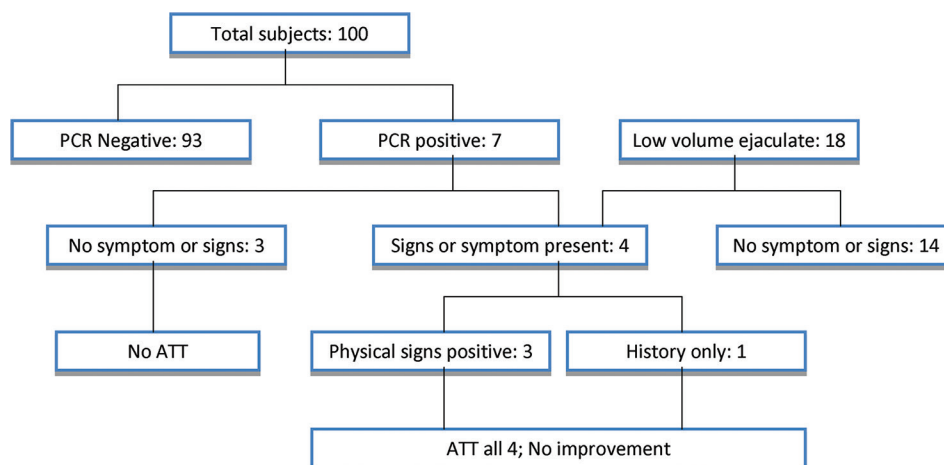 Total subjects: 100
PCR Negative: 93
PCR positive: 7
Low volume ejaculate: 18
No symptom or signs: 3
Signs or symptom present: 4
No symptom or signs: 14
No ATT
Physical signs positive: 3
History only: 1
ATT all 4; No improvement